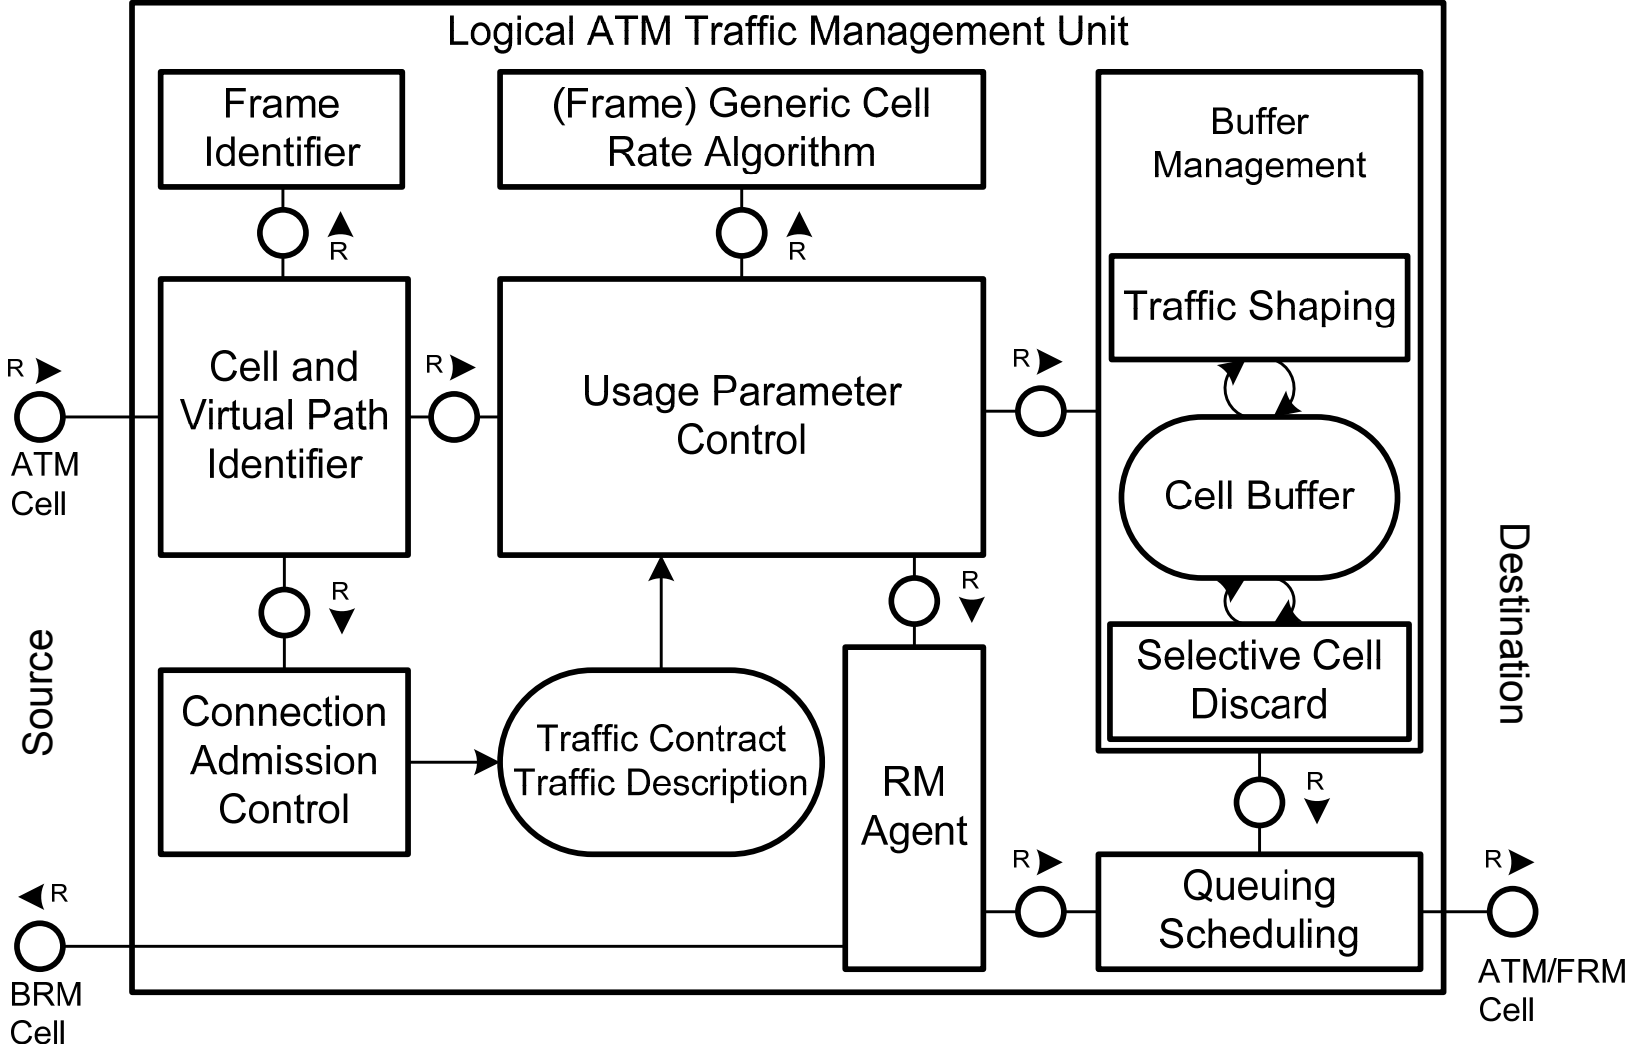 Logical ATM Traffic Management Unit
Frame
Identifier
(Frame) Generic Cell
Rate Algorithm
Buffer
Management
R
R
Traffic Shaping
R
R
R
Cell and
Virtual Path
Identifier
Usage Parameter
Control
ATM
Cell
Cell Buffer
R
R
Source
Destination
Connection
Admission
Control
Traffic Contract
Traffic Description
RM
Agent
Selective Cell
Discard
R
R
R
R
Queuing
Scheduling
BRM
Cell
ATM/FRM
Cell